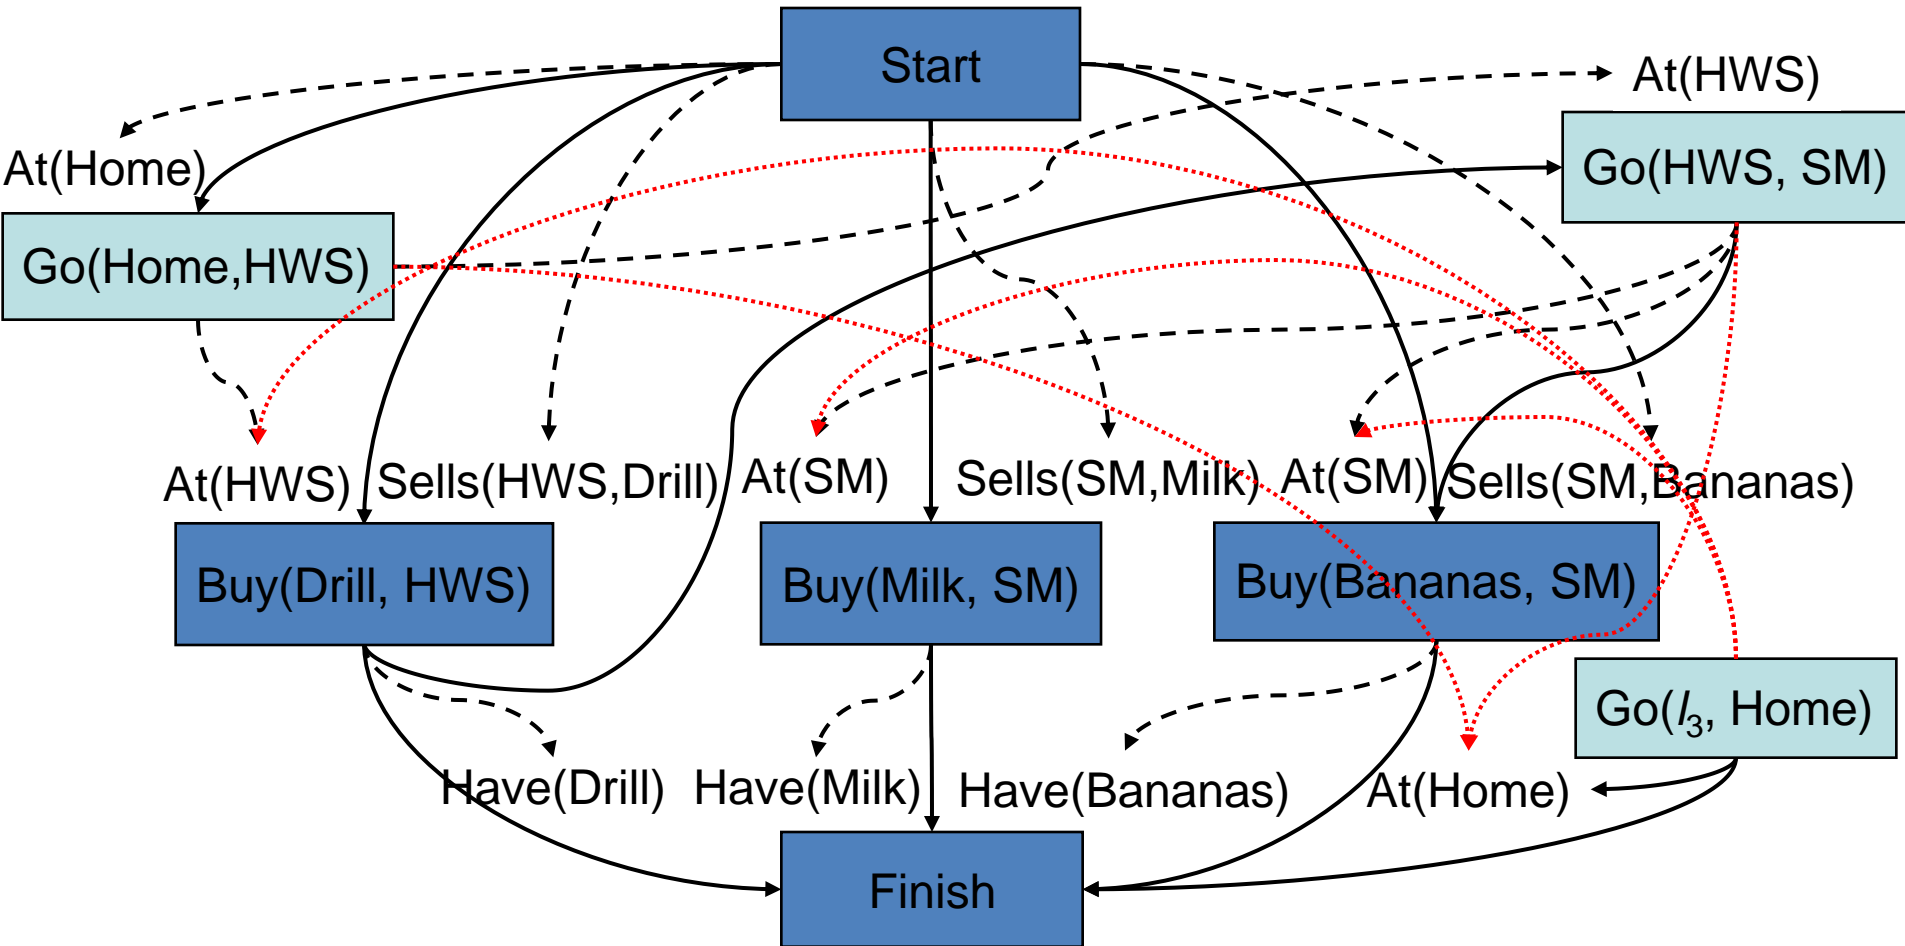 Start
At(HWS)
At(Home)
Go(HWS, SM)
Go(Home,HWS)
At(HWS)
Sells(HWS,Drill)
At(SM)
Sells(SM,Milk)
At(SM)
Sells(SM,Bananas)
Buy(Drill, HWS)
Buy(Milk, SM)
Buy(Bananas, SM)
Go(l₃, Home)
Have(Drill)
Have(Milk)
Have(Bananas)
At(Home)
Finish